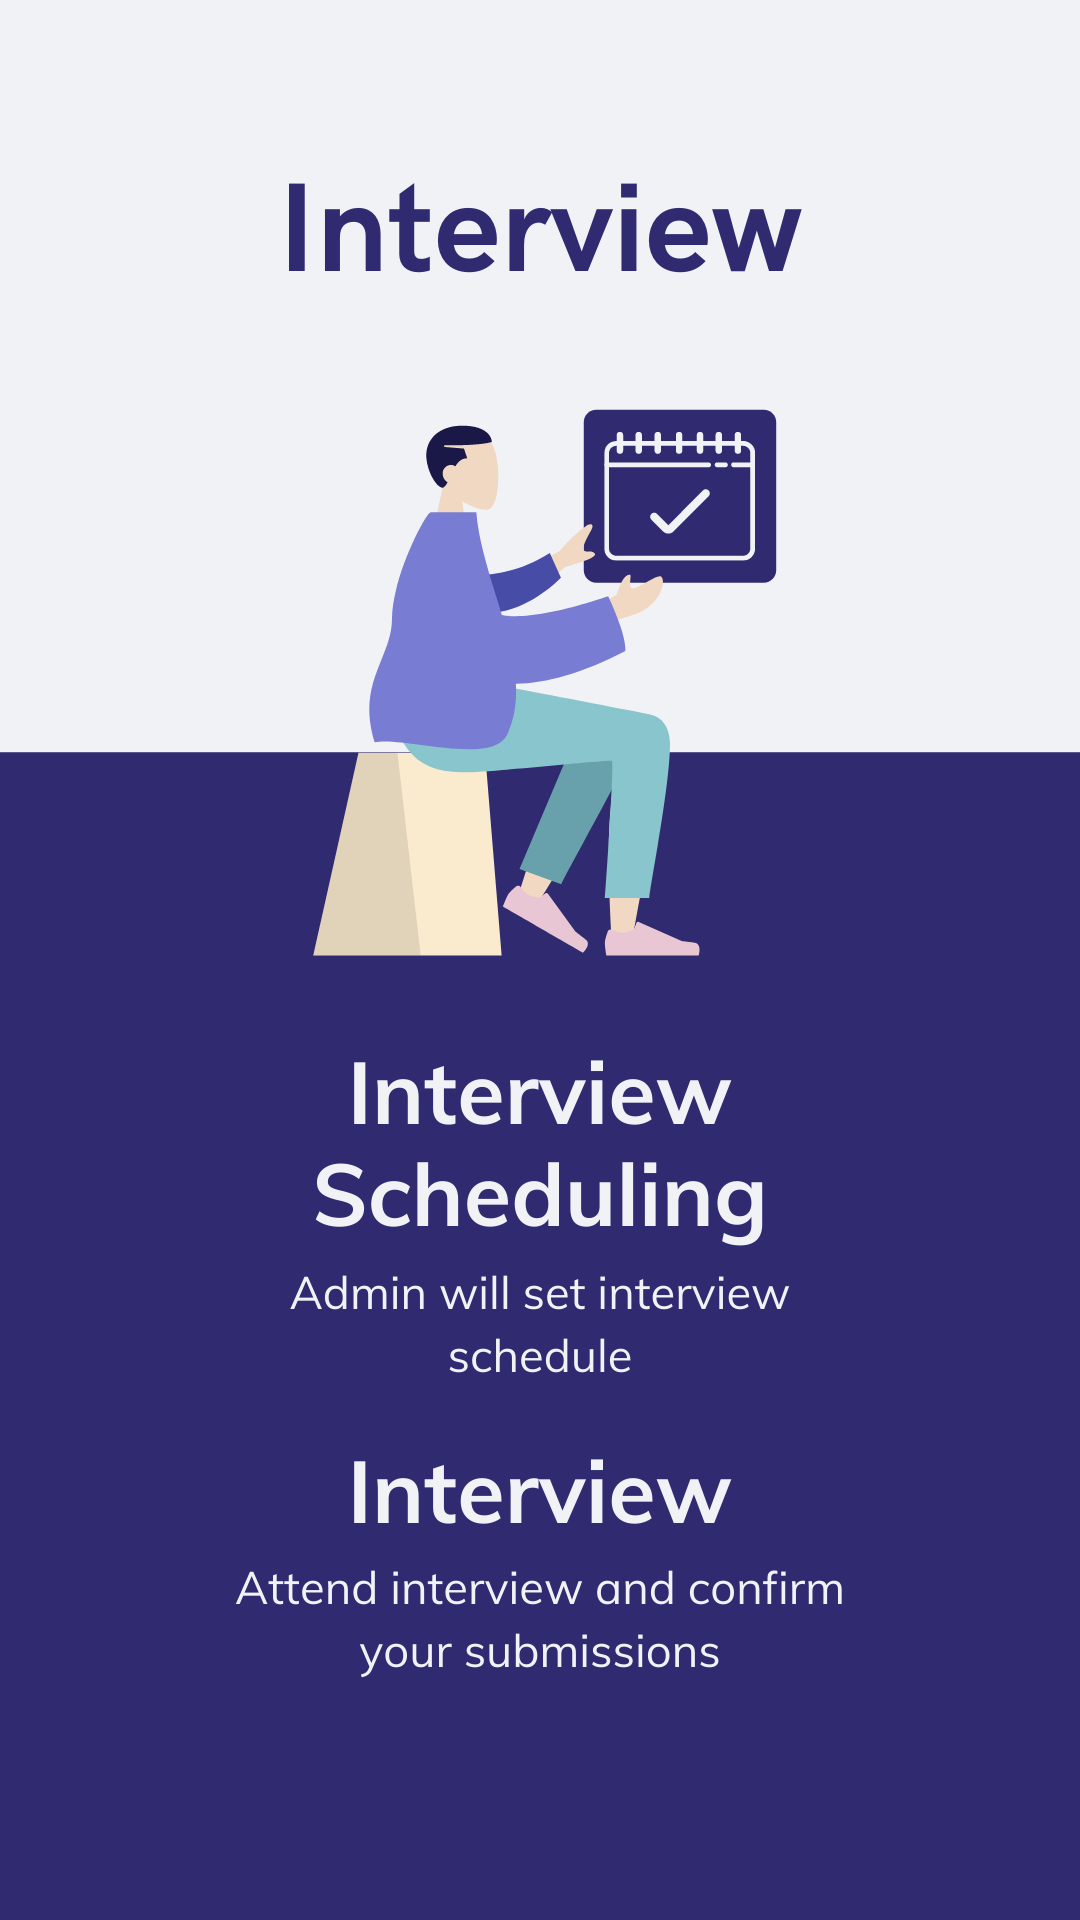 Interview
Interview
Scheduling
Admin will set interview
schedule
Interview
Attend interview and confirm
your submissions